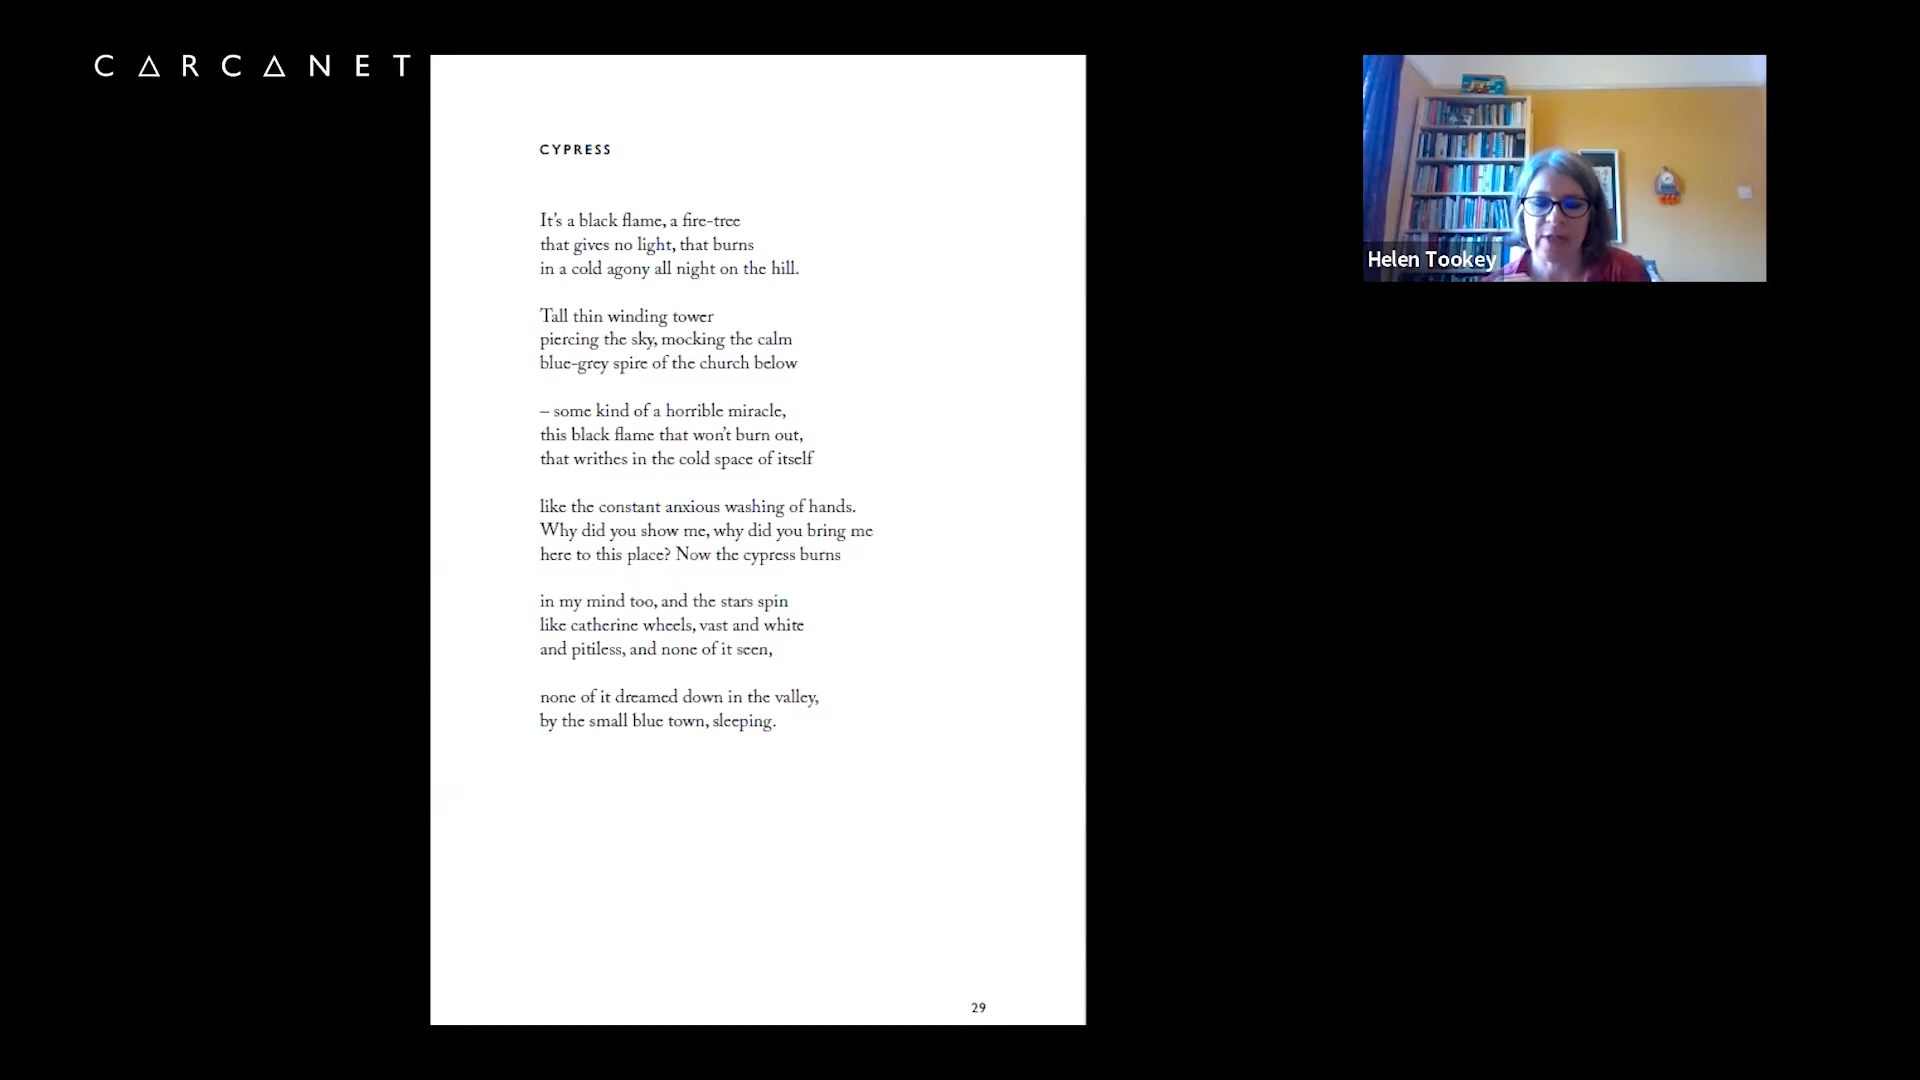 CARCANET
CYPRESS
It's a black flame, a fire-tree
that gives no light, that burns
in a cold agony all night on the hill.
Tall thin winding tower
piercing the sky, mocking the calm
blue-grey spire of the church below
– some kind of a horrible miracle,
this black flame that won't burn out,
that writhes in the cold space of itself
like the constant anxious washing of hands.
Why did you show me, why did you bring me
here to this place? Now the cypress burns
in my mind too, and the stars spin
like catherine wheels, vast and white
and pitiless, and none of it seen,
none of it dreamed down in the valley,
by the small blue town, sleeping.
29
Helen Tookey